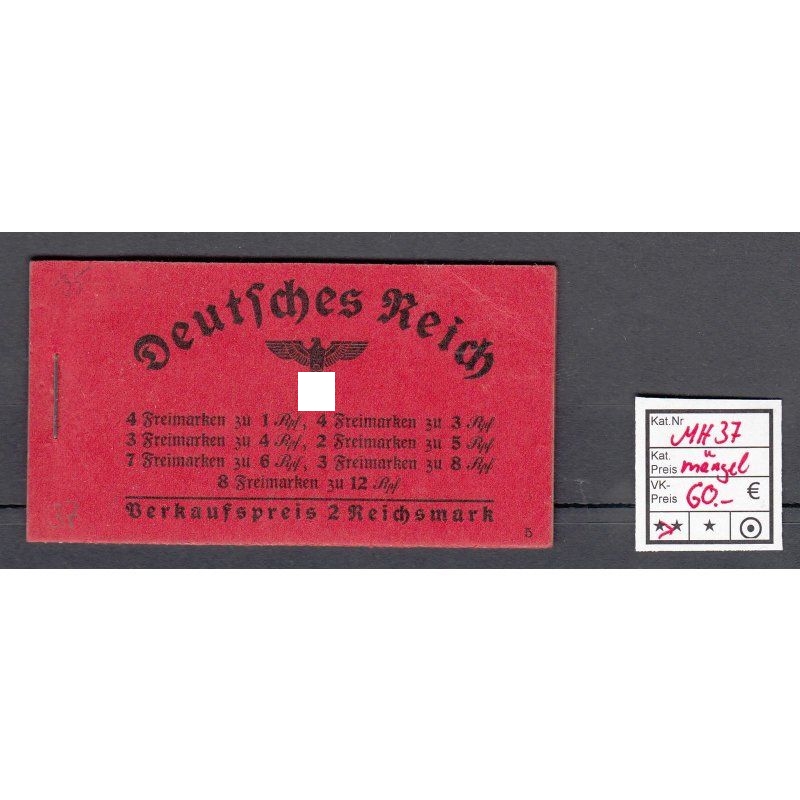 Deutsches Reich
4 Freimarken zu 1 Rpf, 4 Freimarken zu 3 Rpf
3 Freimarken zu 4 Rpf, 2 Freimarken zu 5 Rpf
7 Freimarken zu 6 Rpf, 3 Freimarken zu 8 Rpf
8 Freimarken zu 12 Rpf
Verkaufspreis 2 Reichsmark
5
Kat.Nr MH 37
Kat. Preis mängel
VK- Preis 60.- €